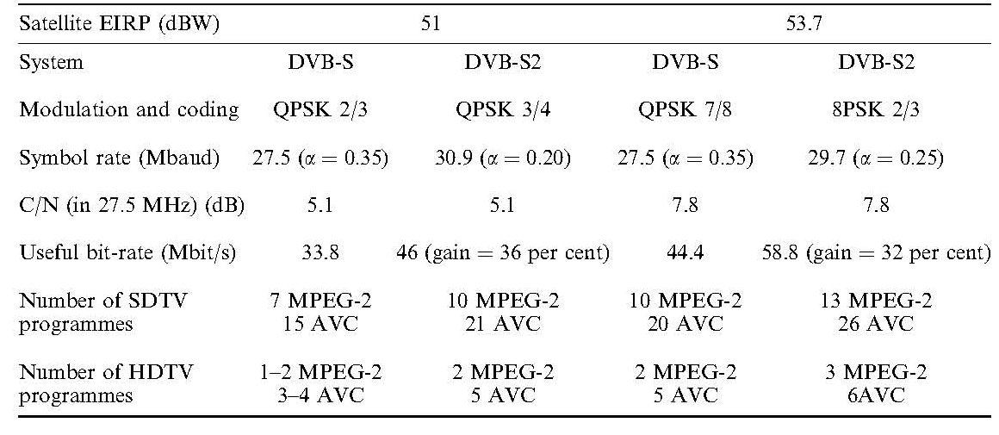 Satellite EIRP (dBW) 51 53.7
System DVB-S DVB-S2 DVB-S DVB-S2
Modulation and coding QPSK 2/3 QPSK 3/4 QPSK 7/8 8PSK 2/3
Symbol rate (Mbaud) 27.5 (α = 0.35) 30.9 (α = 0.20) 27.5 (α = 0.35) 29.7 (α = 0.25)
C/N (in 27.5 MHz) (dB) 5.1 5.1 7.8 7.8
Useful bit-rate (Mbit/s) 33.8 46 (gain = 36 per cent) 44.4 58.8 (gain = 32 per cent)
Number of SDTV 7 MPEG-2 10 MPEG-2 10 MPEG-2 13 MPEG-2
programmes 15 AVC 21 AVC 20 AVC 26 AVC
Number of HDTV 1–2 MPEG-2 2 MPEG-2 2 MPEG-2 3 MPEG-2
programmes 3–4 AVC 5 AVC 5 AVC 6AVC